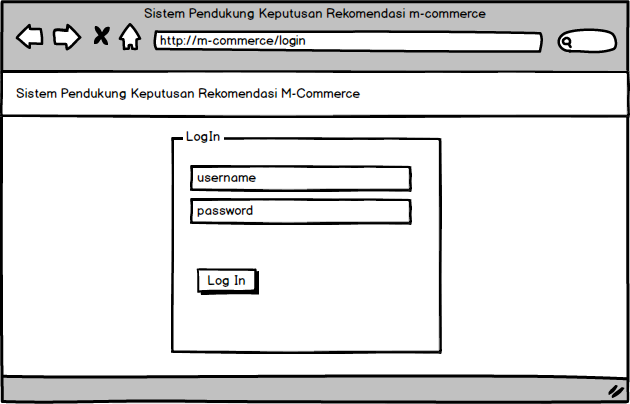 Sistem Pendukung Keputusan Rekomendasi m-commerce
http://m-commerce/login
Sistem Pendukung Keputusan Rekomendasi M-Commerce
LogIn
username
password
Log In